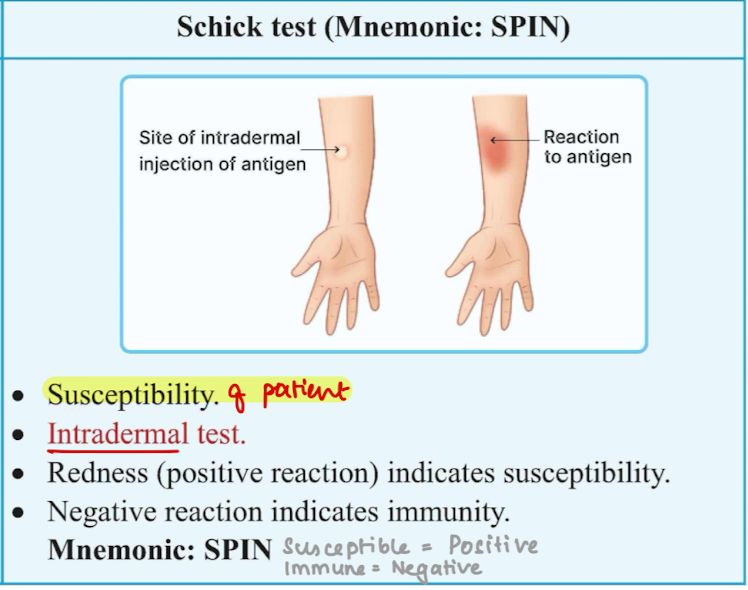 Schick test (Mnemonic: SPIN)
Site of intradermal
injection of antigen
Reaction
to antigen
• Susceptibility. of patient
• Intradermal test.
• Redness (positive reaction) indicates susceptibility.
• Negative reaction indicates immunity.
Mnemonic: SPIN Susceptible = Positive
Immune = Negative